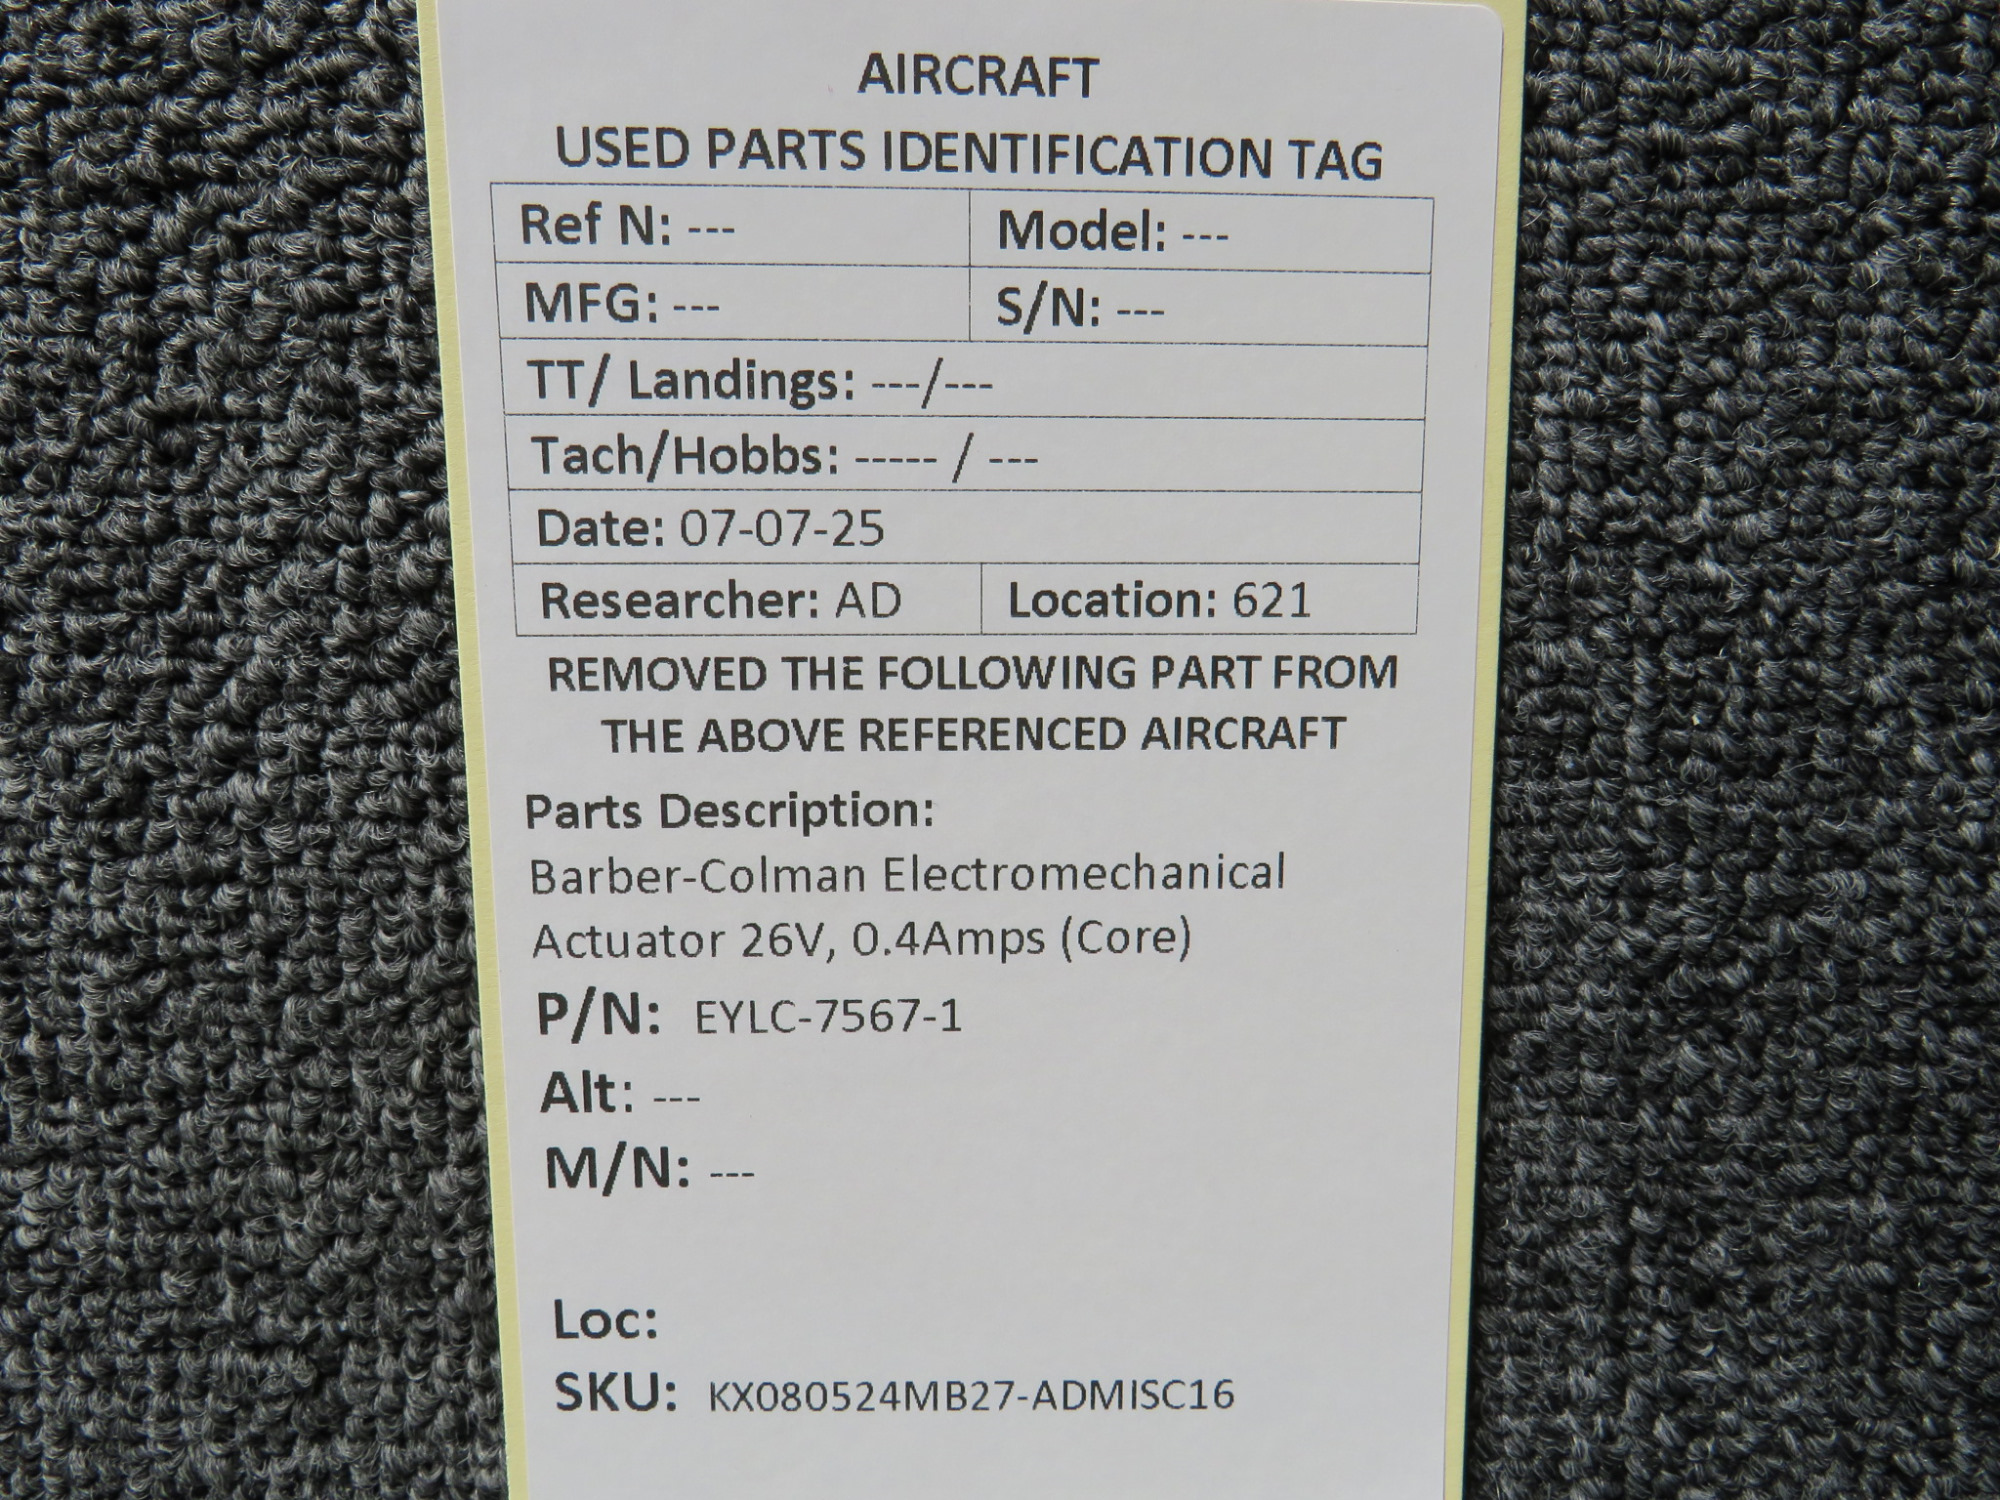 AIRCRAFT
USED PARTS IDENTIFICATION TAG
Ref N: --- Model: ---
MFG: --- S/N: ---
TT/ Landings: ---/---
Tach/Hobbs: ----- / ---
Date: 07-07-25
Researcher: AD Location: 621
REMOVED THE FOLLOWING PART FROM
THE ABOVE REFERENCED AIRCRAFT
Parts Description:
Barber-Colman Electromechanical
Actuator 26V, 0.4Amps (Core)
P/N: EYLC-7567-1
Alt: ---
M/N: ---
Loc:
SKU: KX080524MB27-ADMISC16